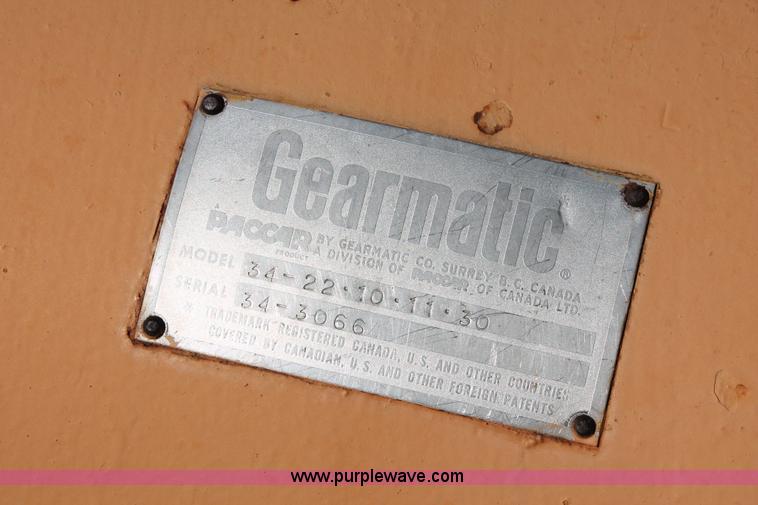 Gearmatic ®
A PACCAR PRODUCT BY GEARMATIC CO. SURREY B.C. CANADA
A DIVISION OF PACCAR OF CANADA LTD.
MODEL 34-22·10·11·30
SERIAL 34-3066
* TRADEMARK REGISTERED CANADA, U.S. AND OTHER COUNTRIES
COVERED BY CANADIAN, U.S. AND OTHER FOREIGN PATENTS
www.purplewave.com